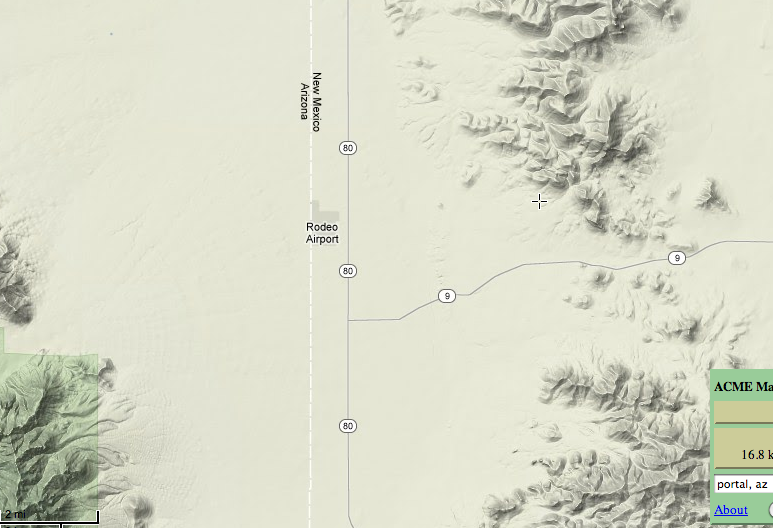 New Mexico
Arizona
80
Rodeo
Airport
80
9
9
80
ACME Ma
16.8 k
portal, az
About
2 mi